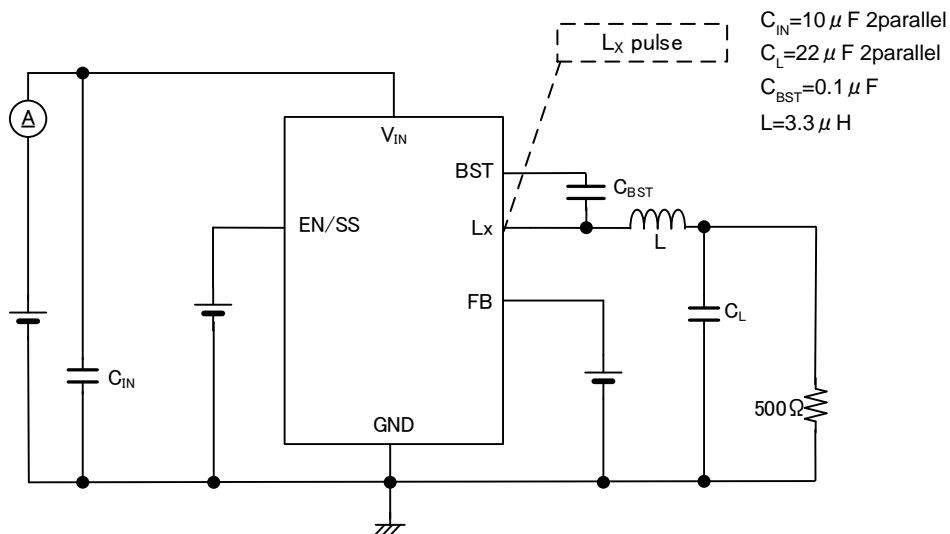 Lx pulse
C_IN=10μF 2parallel
C_L=22μF 2parallel
C_BST=0.1μF
L=3.3μH
A
V_IN
BST
C_BST
EN/SS
Lx
L
FB
C_L
C_IN
500Ω
GND